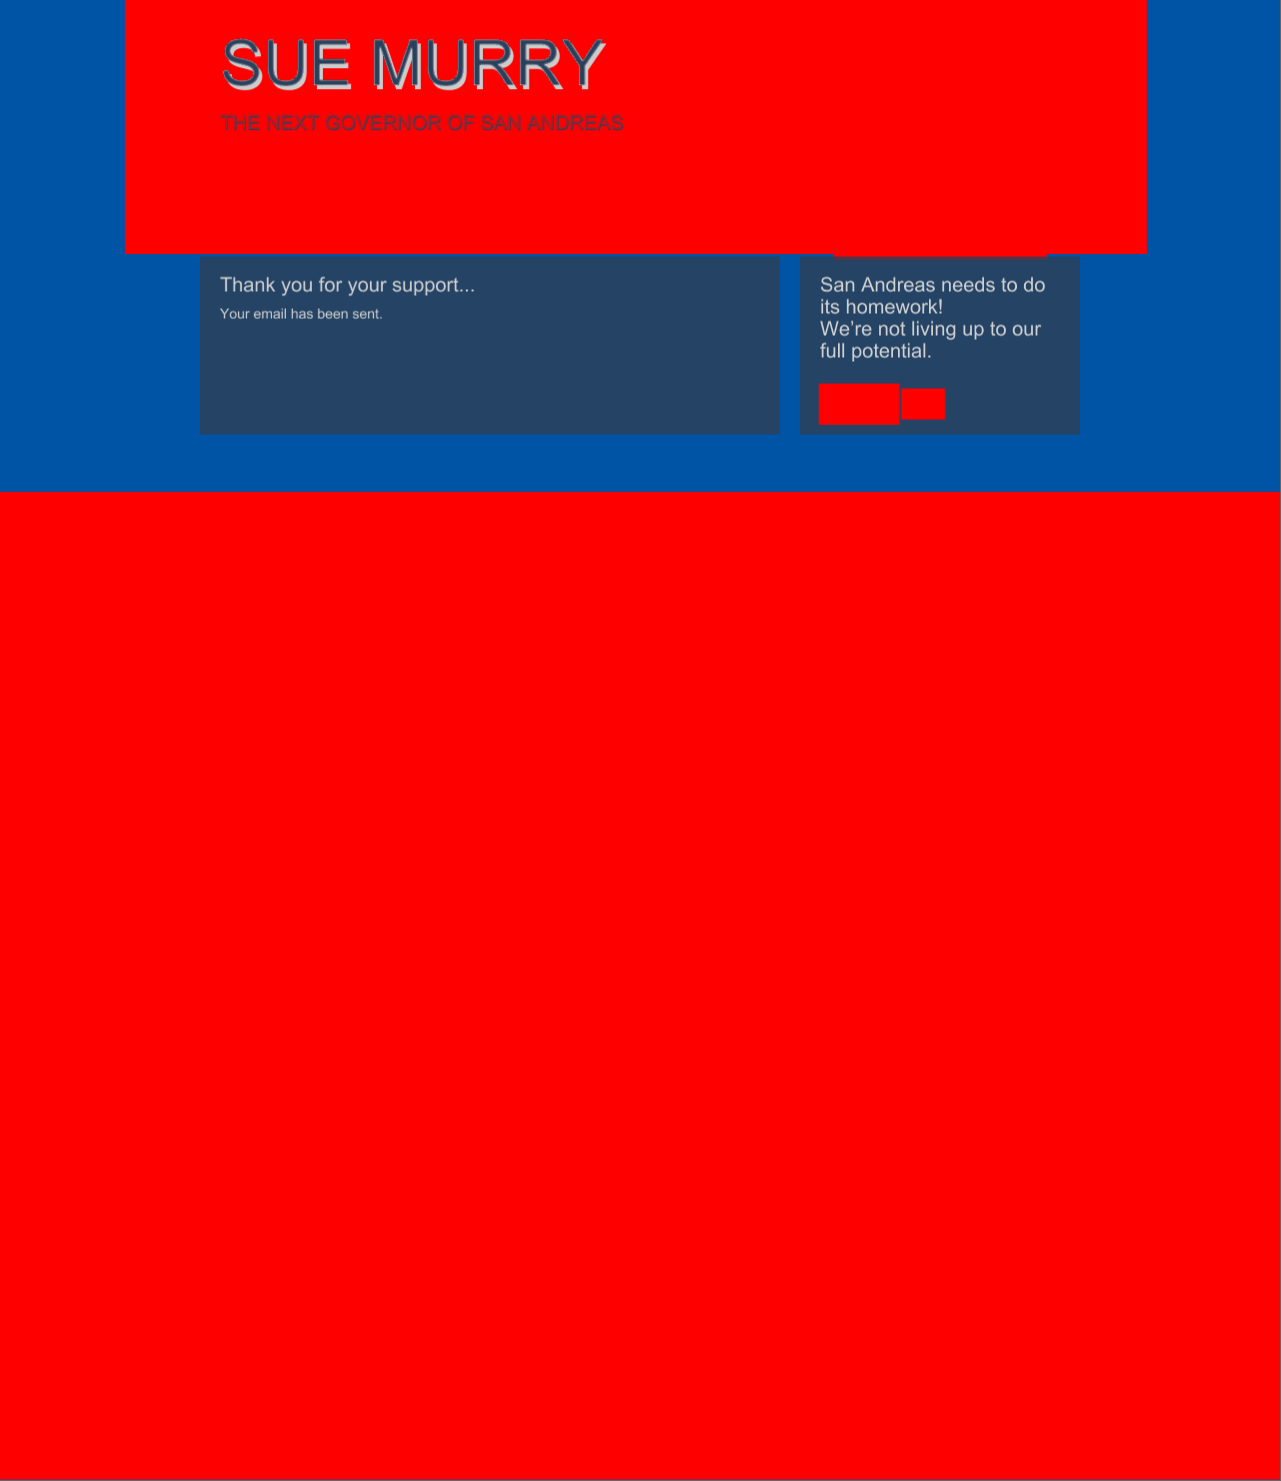 SUE MURRY
THE NEXT GOVERNOR OF SAN ANDREAS
Thank you for your support...
Your email has been sent.
San Andreas needs to do
its homework!
We're not living up to our
full potential.